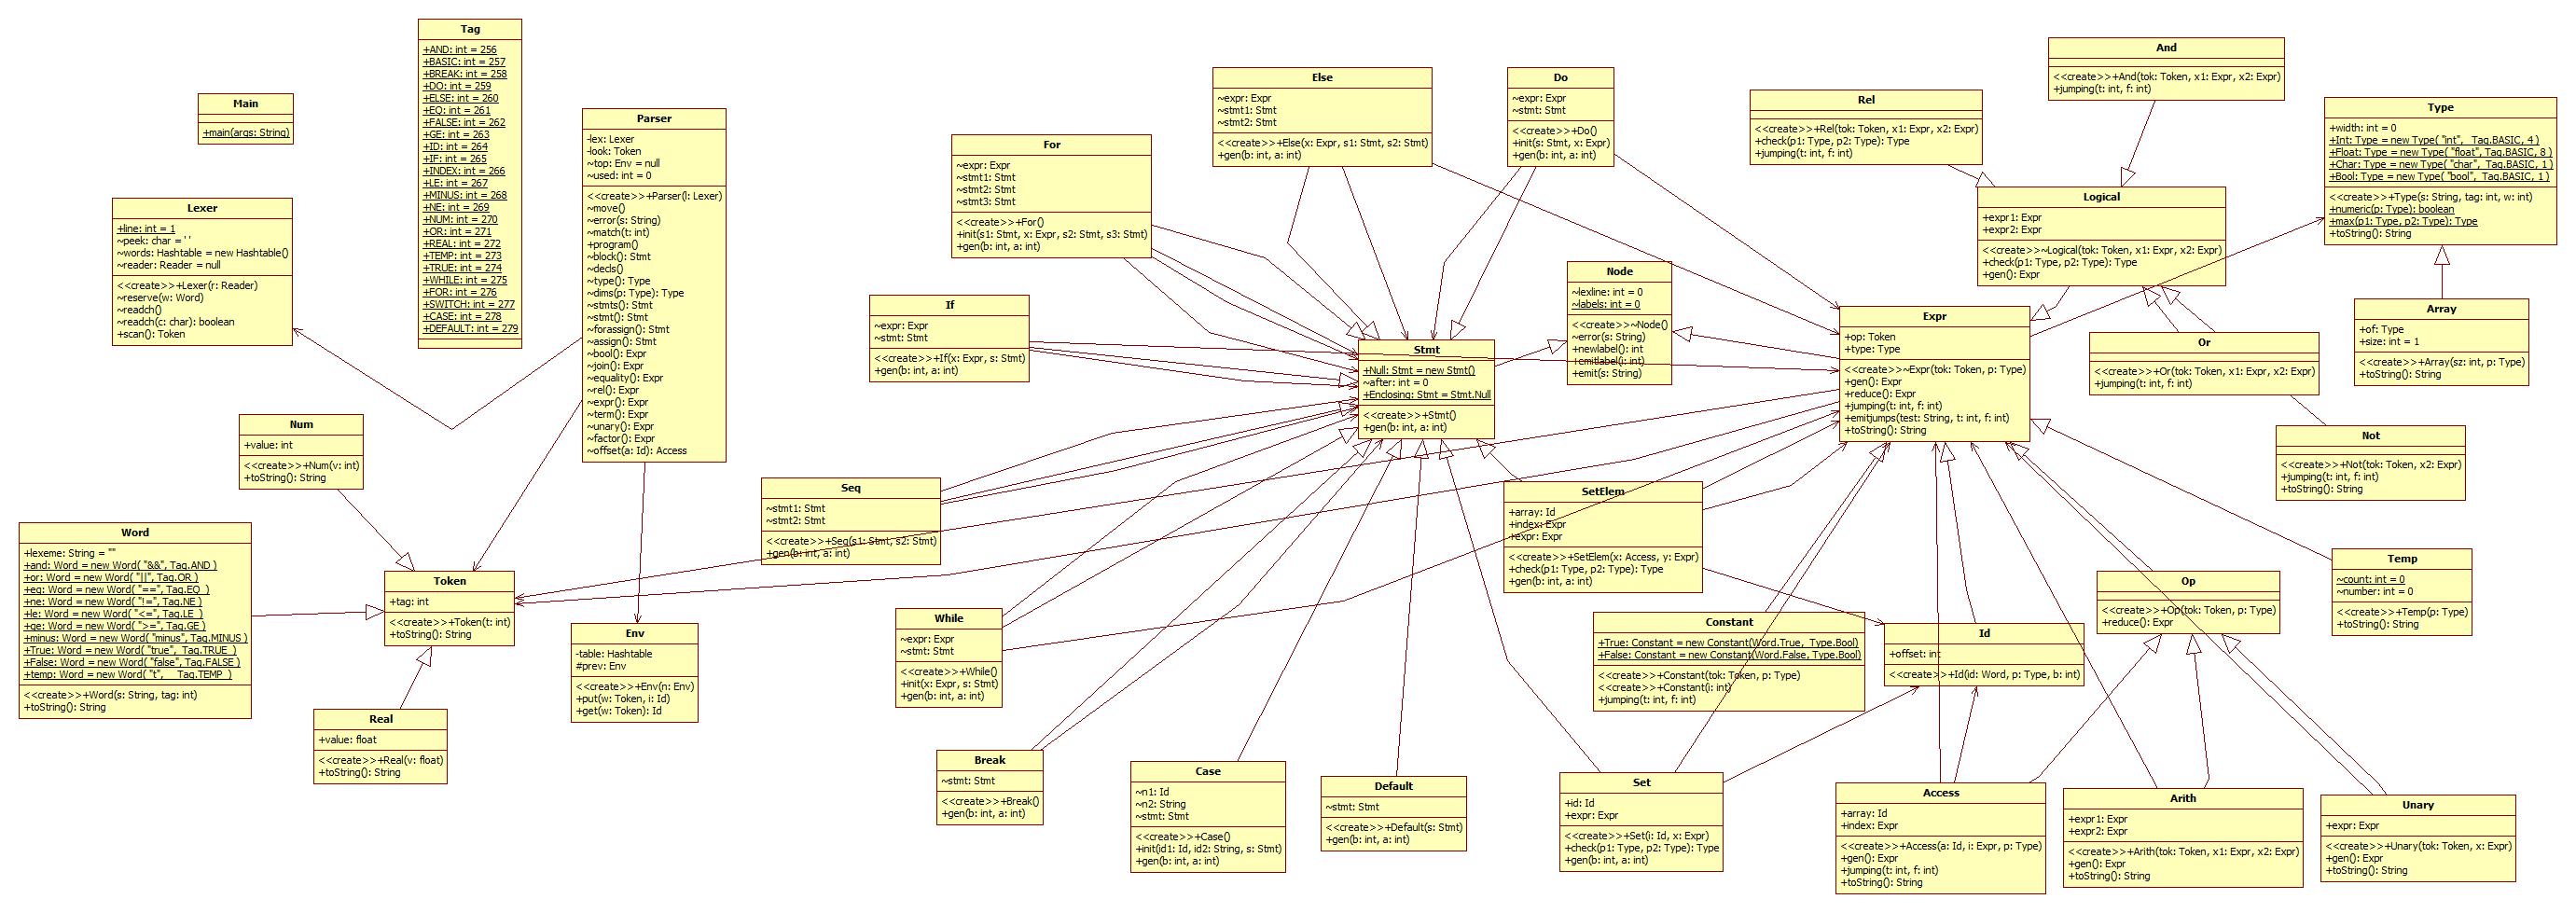 Tag
+AND: int = 256
+BASIC: int = 257
+BREAK: int = 258
+DO: int = 259
+ELSE: int = 260
+EQ: int = 261
+FALSE: int = 262
+GE: int = 263
+ID: int = 264
+IF: int = 265
+INDEX: int = 266
+LE: int = 267
+MINUS: int = 268
+NE: int = 269
+NUM: int = 270
+OR: int = 271
+REAL: int = 272
+TEMP: int = 273
+TRUE: int = 274
+WHILE: int = 275
+FOR: int = 276
+SWITCH: int = 277
+CASE: int = 278
+DEFAULT: int = 279
Main
+main(args: String)
Lexer
+line: int = 1
~peek: char = ' '
~words: Hashtable = new Hashtable()
~reader: Reader = null
<<create>>+Lexer(r: Reader)
~reserve(w: Word)
~readch()
~readch(c: char): boolean
+scan(): Token
Parser
-lex: Lexer
-look: Token
~top: Env = null
~used: int = 0
<<create>>+Parser(l: Lexer)
~move()
~error(s: String)
~match(t: int)
+program()
~block(): Stmt
~decls()
~type(): Type
~dims(p: Type): Type
~stmts(): Stmt
~stmt(): Stmt
~forassign(): Stmt
~assign(): Stmt
~bool(): Expr
~join(): Expr
~equality(): Expr
~rel(): Expr
~expr(): Expr
~term(): Expr
~unary(): Expr
~factor(): Expr
~offset(a: Id): Access
Num
+value: int
<<create>>+Num(v: int)
+toString(): String
Word
+lexeme: String = ""
+and: Word = new Word( "&&", Tag.AND )
+or: Word = new Word( "||", Tag.OR )
+eq: Word = new Word( "==", Tag.EQ )
+ne: Word = new Word( "!=", Tag.NE )
+le: Word = new Word( "<=", Tag.LE )
+ge: Word = new Word( ">=", Tag.GE )
+minus: Word = new Word( "minus", Tag.MINUS )
+True: Word = new Word( "true", Tag.TRUE )
+False: Word = new Word( "false", Tag.FALSE )
+temp: Word = new Word( "t", Tag.TEMP )
<<create>>+Word(s: String, tag: int)
+toString(): String
Token
+tag: int
<<create>>+Token(t: int)
+toString(): String
Real
+value: float
<<create>>+Real(v: float)
+toString(): String
Env
-table: Hashtable
#prev: Env
<<create>>+Env(n: Env)
+put(w: Token, i: Id)
+get(w: Token): Id
For
~expr: Expr
~stmt1: Stmt
~stmt2: Stmt
~stmt3: Stmt
<<create>>+For()
+init(s1: Stmt, x: Expr, s2: Stmt, s3: Stmt)
+gen(b: int, a: int)
Else
~expr: Expr
~stmt1: Stmt
~stmt2: Stmt
<<create>>+Else(x: Expr, s1: Stmt, s2: Stmt)
+gen(b: int, a: int)
Do
~expr: Expr
~stmt: Stmt
<<create>>+Do()
+init(s: Stmt, x: Expr)
+gen(b: int, a: int)
If
~expr: Expr
~stmt: Stmt
<<create>>+If(x: Expr, s: Stmt)
+gen(b: int, a: int)
Node
~lexline: int = 0
~labels: int = 0
<<create>>~Node()
~error(s: String)
+newlabel(): int
+emitlabel(i: int)
+emit(s: String)
Stmt
+Null: Stmt = new Stmt()
~after: int = 0
+Enclosing: Stmt = Stmt.Null
<<create>>+Stmt()
+gen(b: int, a: int)
Seq
~stmt1: Stmt
~stmt2: Stmt
<<create>>+Seq(s1: Stmt, s2: Stmt)
+gen(b: int, a: int)
While
~expr: Expr
~stmt: Stmt
<<create>>+While()
+init(x: Expr, s: Stmt)
+gen(b: int, a: int)
Break
~stmt: Stmt
<<create>>+Break()
+gen(b: int, a: int)
Case
~n1: Id
~n2: String
~stmt: Stmt
<<create>>+Case()
+init(id1: Id, id2: String, s: Stmt)
+gen(b: int, a: int)
Default
~stmt: Stmt
<<create>>+Default(s: Stmt)
+gen(b: int, a: int)
SetElem
+array: Id
+index: Expr
+expr: Expr
<<create>>+SetElem(x: Access, y: Expr)
+check(p1: Type, p2: Type): Type
+gen(b: int, a: int)
Set
+id: Id
+expr: Expr
<<create>>+Set(i: Id, x: Expr)
+check(p1: Type, p2: Type): Type
+gen(b: int, a: int)
Constant
+True: Constant = new Constant(Word.True, Type.Bool)
+False: Constant = new Constant(Word.False, Type.Bool)
<<create>>+Constant(tok: Token, p: Type)
<<create>>+Constant(i: int)
+jumping(t: int, f: int)
Rel
<<create>>+Rel(tok: Token, x1: Expr, x2: Expr)
+check(p1: Type, p2: Type): Type
+jumping(t: int, f: int)
And
<<create>>+And(tok: Token, x1: Expr, x2: Expr)
+jumping(t: int, f: int)
Logical
+expr1: Expr
+expr2: Expr
<<create>>~Logical(tok: Token, x1: Expr, x2: Expr)
+check(p1: Type, p2: Type): Type
+gen(): Expr
Type
+width: int = 0
+Int: Type = new Type( "int", Tag.BASIC, 4 )
+Float: Type = new Type( "float", Tag.BASIC, 8 )
+Char: Type = new Type( "char", Tag.BASIC, 1 )
+Bool: Type = new Type( "bool", Tag.BASIC, 1 )
<<create>>+Type(s: String, tag: int, w: int)
+numeric(p: Type): boolean
+max(p1: Type, p2: Type): Type
+toString(): String
Array
+of: Type
+size: int = 1
<<create>>+Array(sz: int, p: Type)
+toString(): String
Expr
+op: Token
+type: Type
<<create>>~Expr(tok: Token, p: Type)
+gen(): Expr
+reduce(): Expr
+jumping(t: int, f: int)
+emitjumps(test: String, t: int, f: int)
+toString(): String
Or
<<create>>+Or(tok: Token, x1: Expr, x2: Expr)
+jumping(t: int, f: int)
Not
<<create>>+Not(tok: Token, x2: Expr)
+jumping(t: int, f: int)
+toString(): String
Temp
~count: int = 0
~number: int = 0
<<create>>+Temp(p: Type)
+toString(): String
Op
<<create>>+Op(tok: Token, p: Type)
+reduce(): Expr
Id
+offset: int
<<create>>+Id(id: Word, p: Type, b: int)
Access
+array: Id
+index: Expr
<<create>>+Access(a: Id, i: Expr, p: Type)
+gen(): Expr
+jumping(t: int, f: int)
+toString(): String
Arith
+expr1: Expr
+expr2: Expr
<<create>>+Arith(tok: Token, x1: Expr, x2: Expr)
+gen(): Expr
+toString(): String
Unary
+expr: Expr
<<create>>+Unary(tok: Token, x: Expr)
+gen(): Expr
+toString(): String